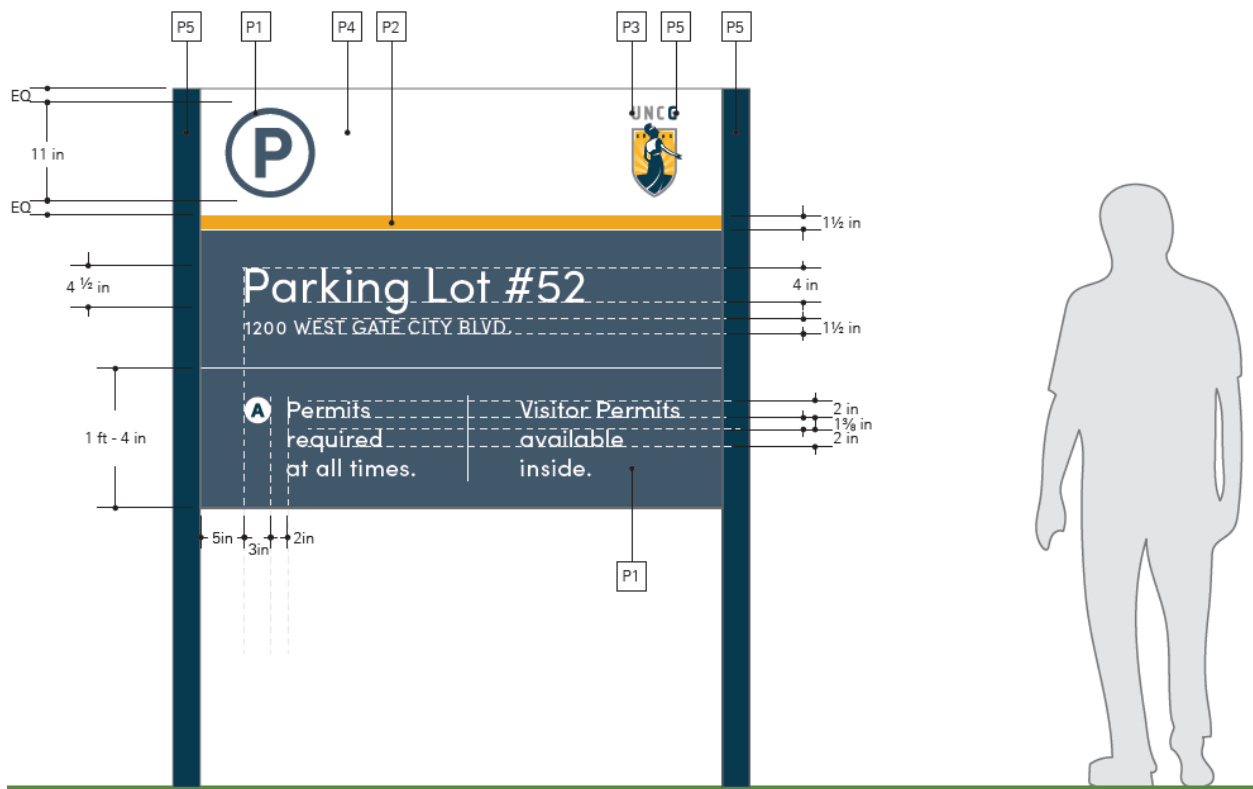 P5 P1 P4 P2 P3 P5 P5
EQ
11 in
EQ
P
UNCG
1½ in
4 ½ in
Parking Lot #52
4 in
1200 WEST GATE CITY BLVD.
1½ in
1 ft - 4 in
A Permits
required
at all times.
Visitor Permits
available
inside.
2 in
1⅜ in
2 in
5in
3in
2in
P1